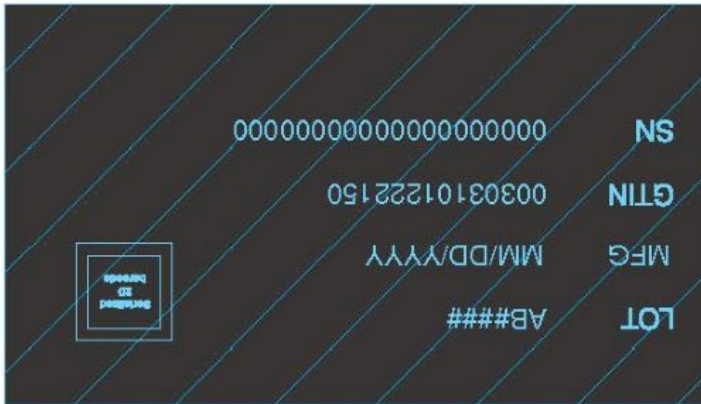 LOT AB####
MFG MM/DD/YYYY
GTIN 00303101222150
SN 00000000000000000000
Serialized
2D
barcode